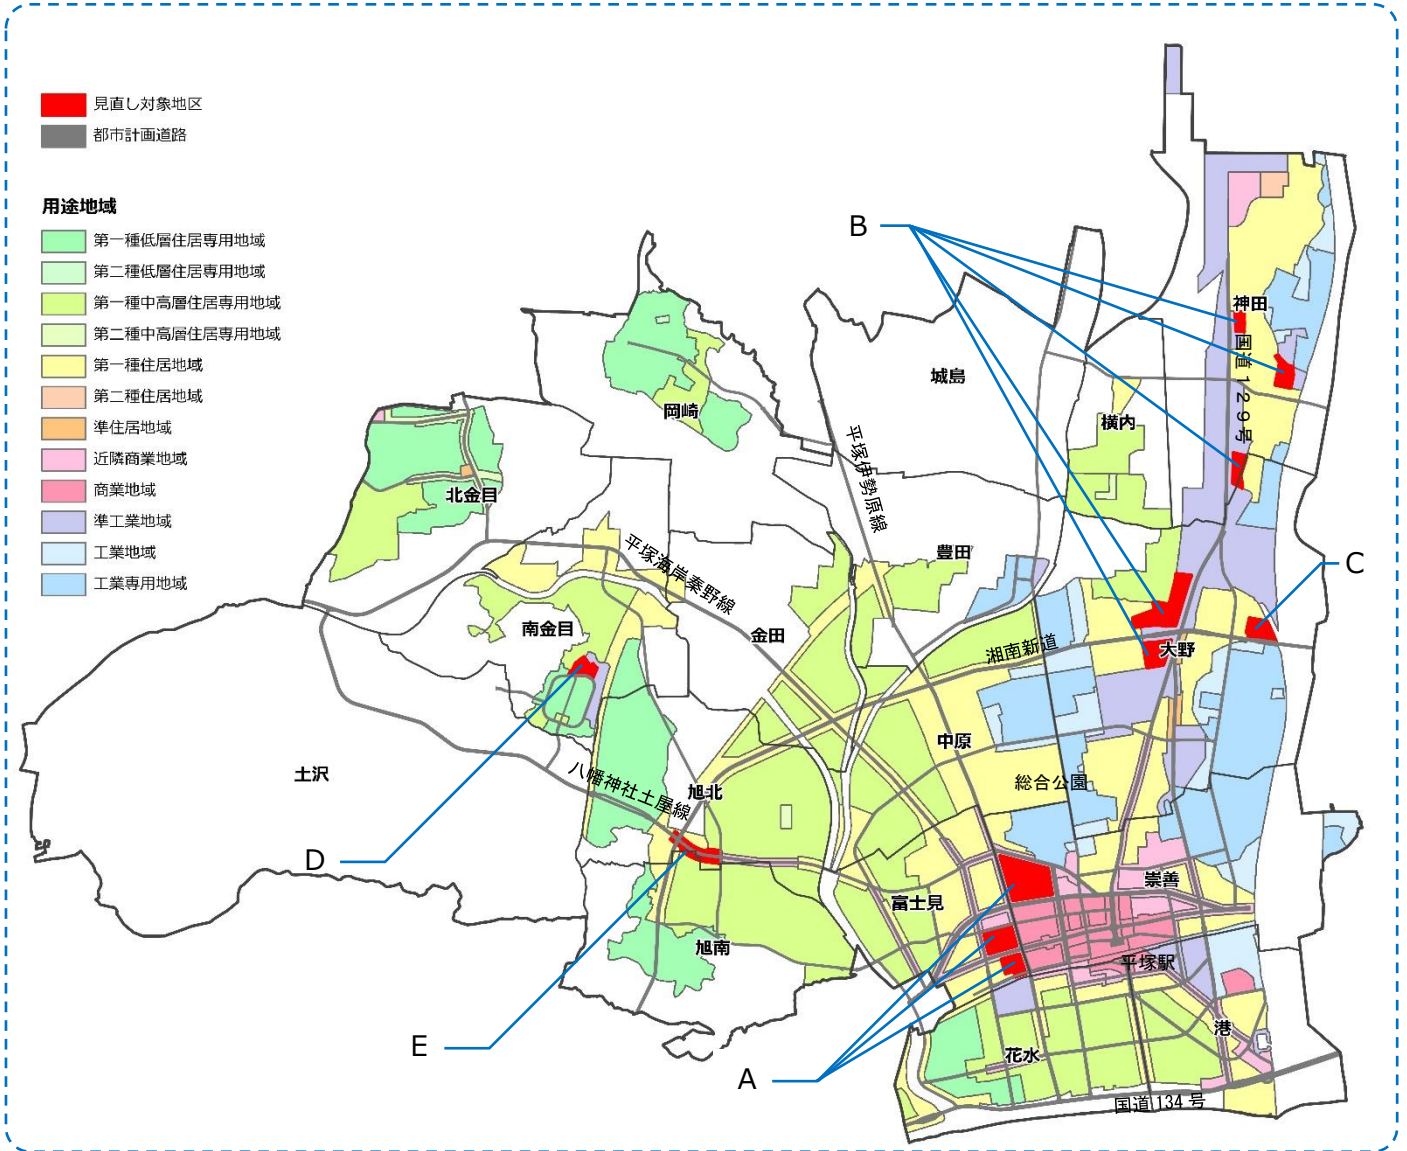 見直し対象地区
都市計画道路
用途地域
第一種低層住居専用地域
第二種低層住居専用地域
第一種中高層住居専用地域
第二種中高層住居専用地域
第一種住居地域
第二種住居地域
準住居地域
近隣商業地域
商業地域
準工業地域
工業地域
工業専用地域
B
神田
国道129号
城島
岡崎
横内
平塚伊勢原線
北金目
豊田
平塚海岸秦野線
C
南金目
金田
湘南新道
大野
中原
土沢
総合公園
八幡神社土屋線
旭北
D
崇善
富士見
旭南
平塚駅
港
E
花水
A
国道134号